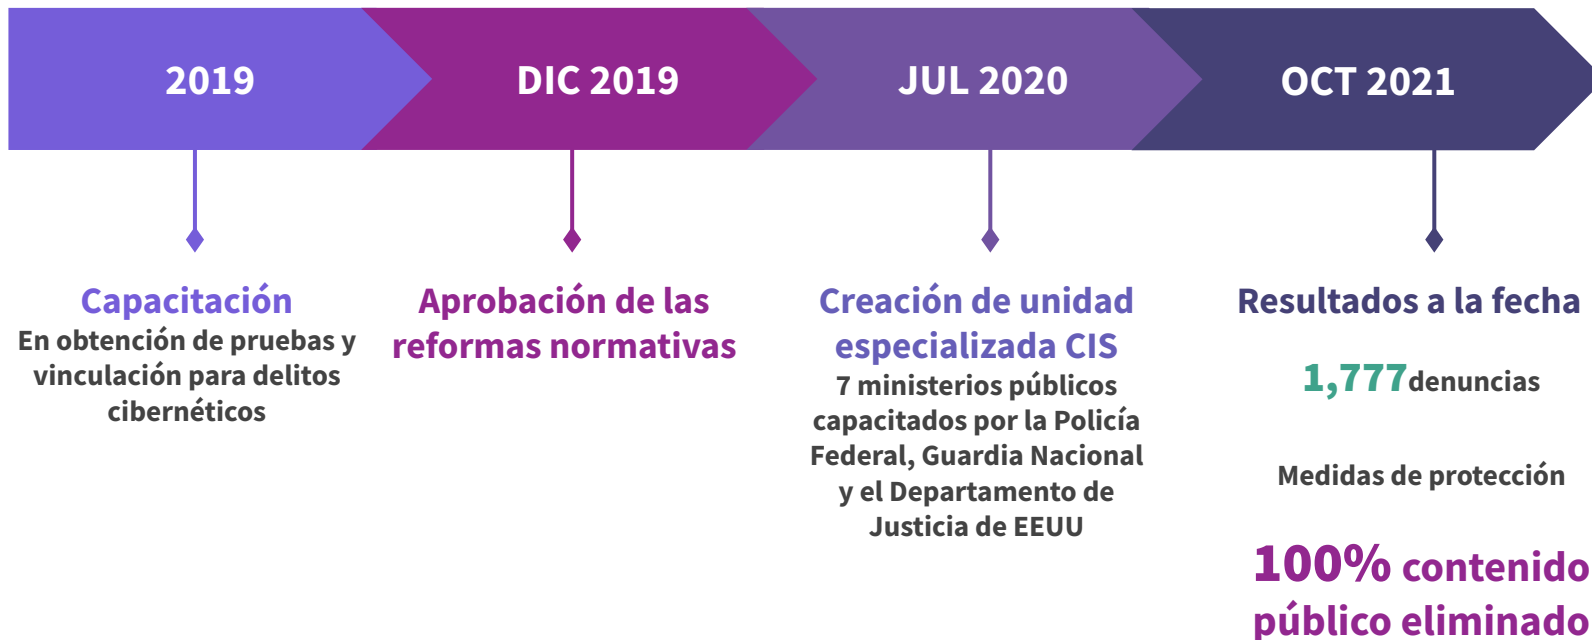 2019
DIC 2019
JUL 2020
OCT 2021
Capacitación
En obtención de pruebas y
vinculación para delitos
cibernéticos
Aprobación de las
reformas normativas
Creación de unidad
especializada CIS
7 ministerios públicos
capacitados por la Policía
Federal, Guardia Nacional
y el Departamento de
Justicia de EEUU
Resultados a la fecha
1,777 denuncias
Medidas de protección
100% contenido
público eliminado